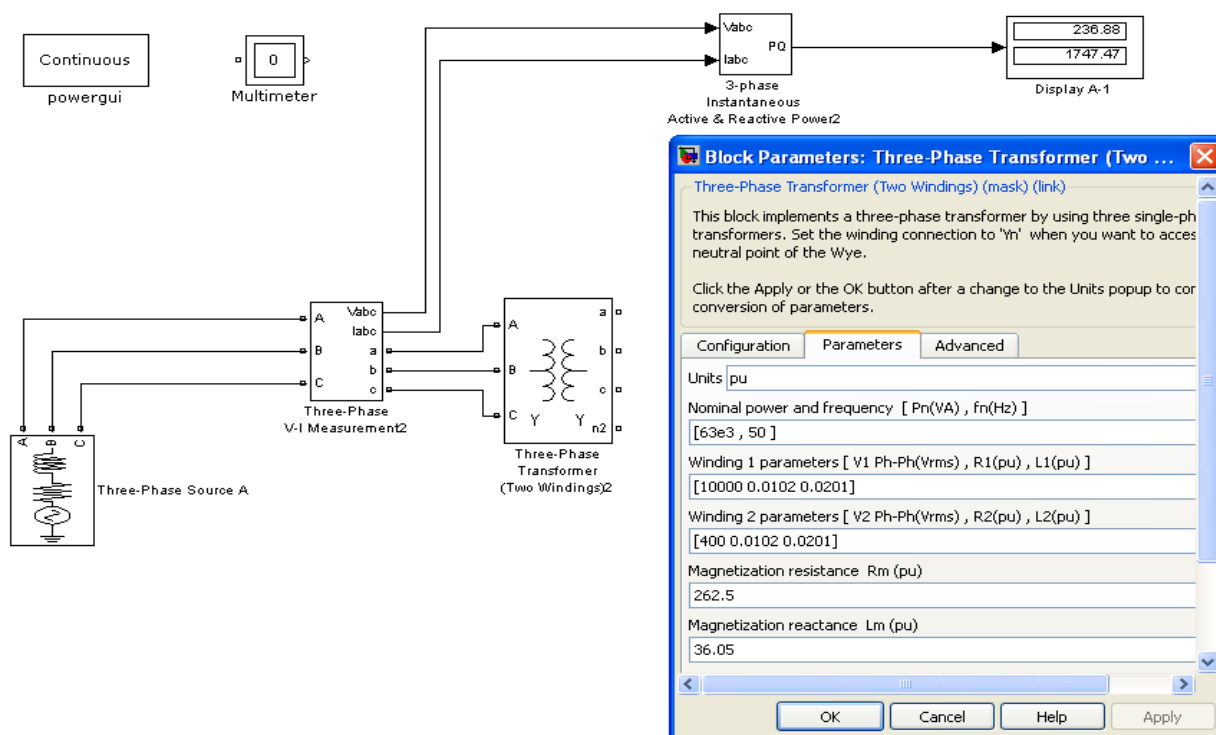 Continuous
powergui
0
Multimeter
Vabc
Iabc
PQ
3-phase
Instantaneous
Active & Reactive Power2
236.88
1747.47
Display A-1
A
B
C
Vabc
Iabc
a
b
c
Three-Phase
V-I Measurement2
A
B
C
Y
Y
a
b
c
n2
Three-Phase
Transformer
(Two Windings)2
A
B
C
Three-Phase Source A
Block Parameters: Three-Phase Transformer (Two ...
Three-Phase Transformer (Two Windings) (mask) (link)
This block implements a three-phase transformer by using three single-ph
transformers. Set the winding connection to 'Yn' when you want to acces
neutral point of the Wye.
Click the Apply or the OK button after a change to the Units popup to cor
conversion of parameters.
Configuration
Parameters
Advanced
Units pu
Nominal power and frequency [ Pn(VA) , fn(Hz) ]
[63e3 , 50 ]
Winding 1 parameters [ V1 Ph-Ph(Vrms) , R1(pu) , L1(pu) ]
[10000 0.0102 0.0201]
Winding 2 parameters [ V2 Ph-Ph(Vrms) , R2(pu) , L2(pu) ]
[400 0.0102 0.0201]
Magnetization resistance Rm (pu)
262.5
Magnetization reactance Lm (pu)
36.05
OK
Cancel
Help
Apply